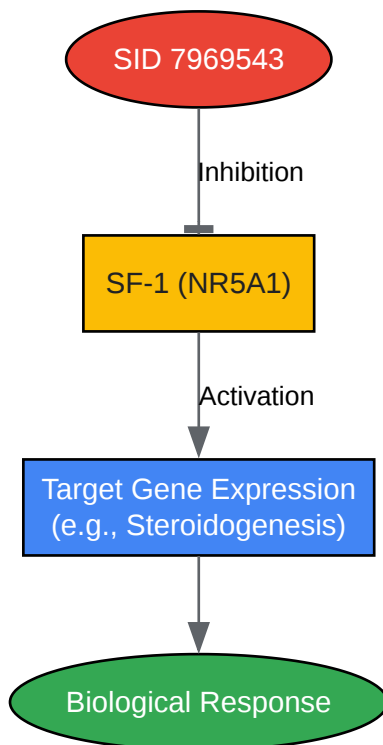 SID 7969543
Inhibition
SF-1 (NR5A1)
Activation
Target Gene Expression
(e.g., Steroidogenesis)
Biological Response